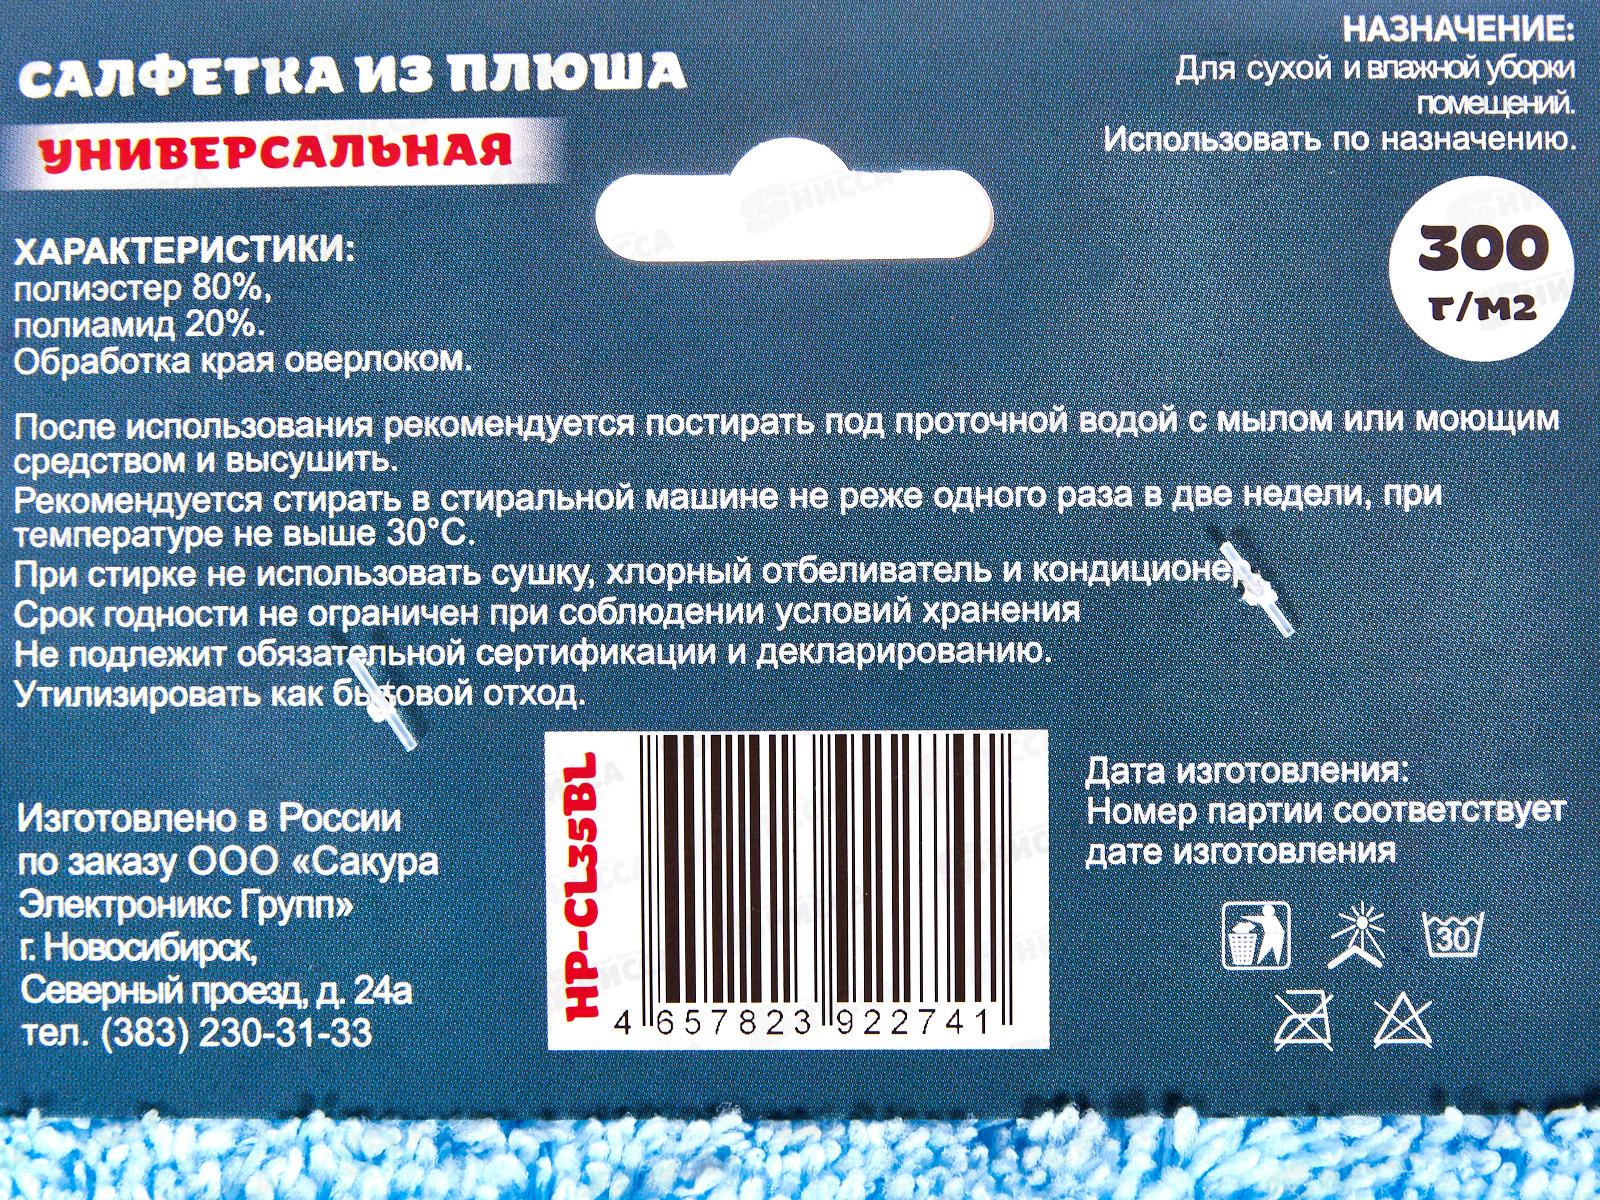 САЛФЕТКА ИЗ ПЛЮША
УНИВЕРСАЛЬНАЯ
НАЗНАЧЕНИЕ:
Для сухой и влажной уборки
помещений.
Использовать по назначению.
300
г/м2
ХАРАКТЕРИСТИКИ:
полиэстер 80%,
полиамид 20%.
Обработка края оверлоком.
После использования рекомендуется постирать под проточной водой с мылом или моющим
средством и высушить.
Рекомендуется стирать в стиральной машине не реже одного раза в две недели, при
температуре не выше 30°С.
При стирке не использовать сушку, хлорный отбеливатель и кондиционер
Срок годности не ограничен при соблюдении условий хранения
Не подлежит обязательной сертификации и декларированию.
Утилизировать как бытовой отход.
Изготовлено в России
по заказу ООО «Сакура
Электроникс Групп»
г. Новосибирск,
Северный проезд, д. 24а
тел. (383) 230-31-33
HP-CL35BL
4 657823 922741
Дата изготовления:
Номер партии соответствует
дате изготовления
30
НИССА